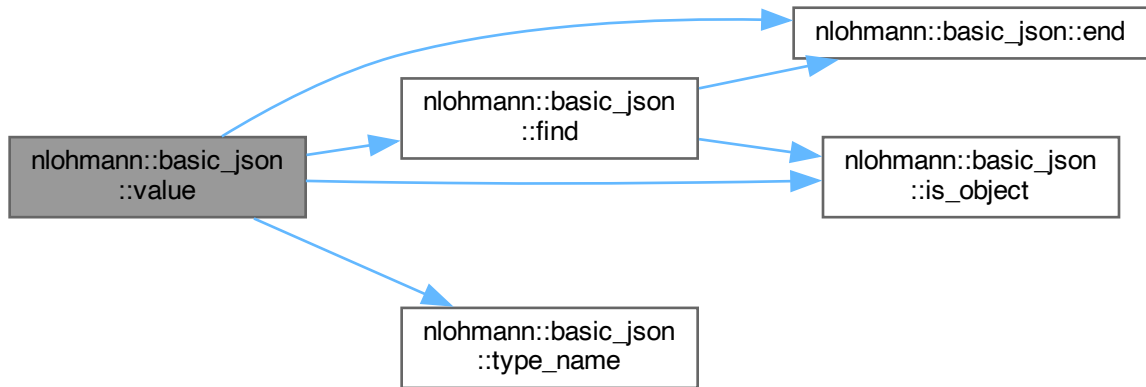 nlohmann::basic_json
::value
nlohmann::basic_json
::find
nlohmann::basic_json::end
nlohmann::basic_json
::is_object
nlohmann::basic_json
::type_name